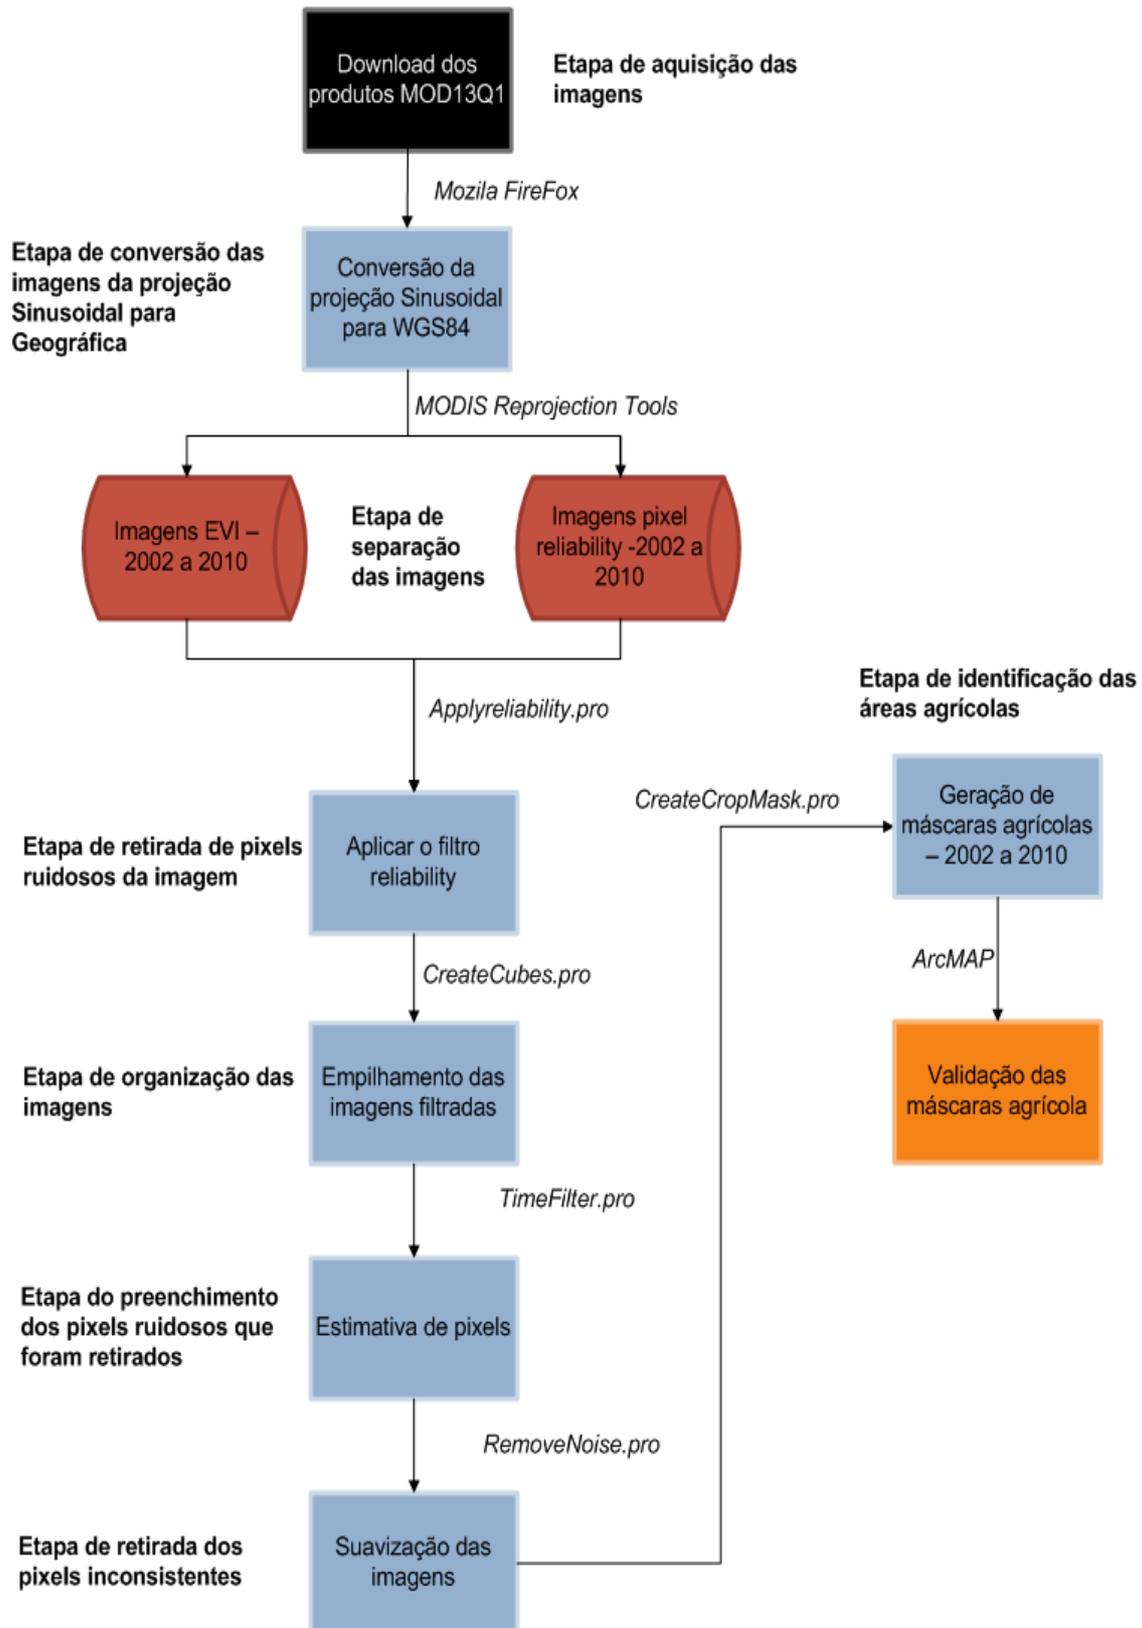 Download dos
produtos MOD13Q1
Etapa de aquisição das
imagens
Mozila FireFox
Etapa de conversão das
imagens da projeção
Sinusoidal para
Geográfica
Conversão da
projeção Sinusoidal
para WGS84
MODIS Reprojection Tools
Imagens EVI –
2002 a 2010
Etapa de
separação
das imagens
Imagens pixel
reliability -2002 a
2010
Applyreliability.pro
Etapa de retirada de pixels
ruidosos da imagem
Aplicar o filtro
reliability
CreateCubes.pro
Etapa de organização das
imagens
Empilhamento das
imagens filtradas
TimeFilter.pro
Etapa do preenchimento
dos pixels ruidosos que
foram retirados
Estimativa de pixels
RemoveNoise.pro
Etapa de retirada dos
pixels inconsistentes
Suavização das
imagens
CreateCropMask.pro
Etapa de identificação das
áreas agrícolas
Geração de
máscaras agrícolas
– 2002 a 2010
ArcMAP
Validação das
máscaras agrícola